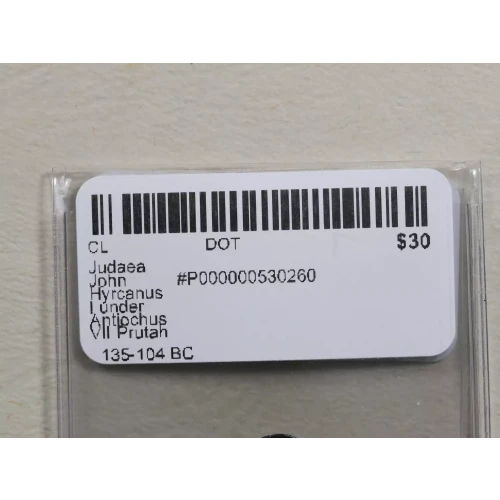 CL DOT $30
Judaea
John #P000000530260
Hyrcanus
I under
Antiochus
VII Prutah
135-104 BC